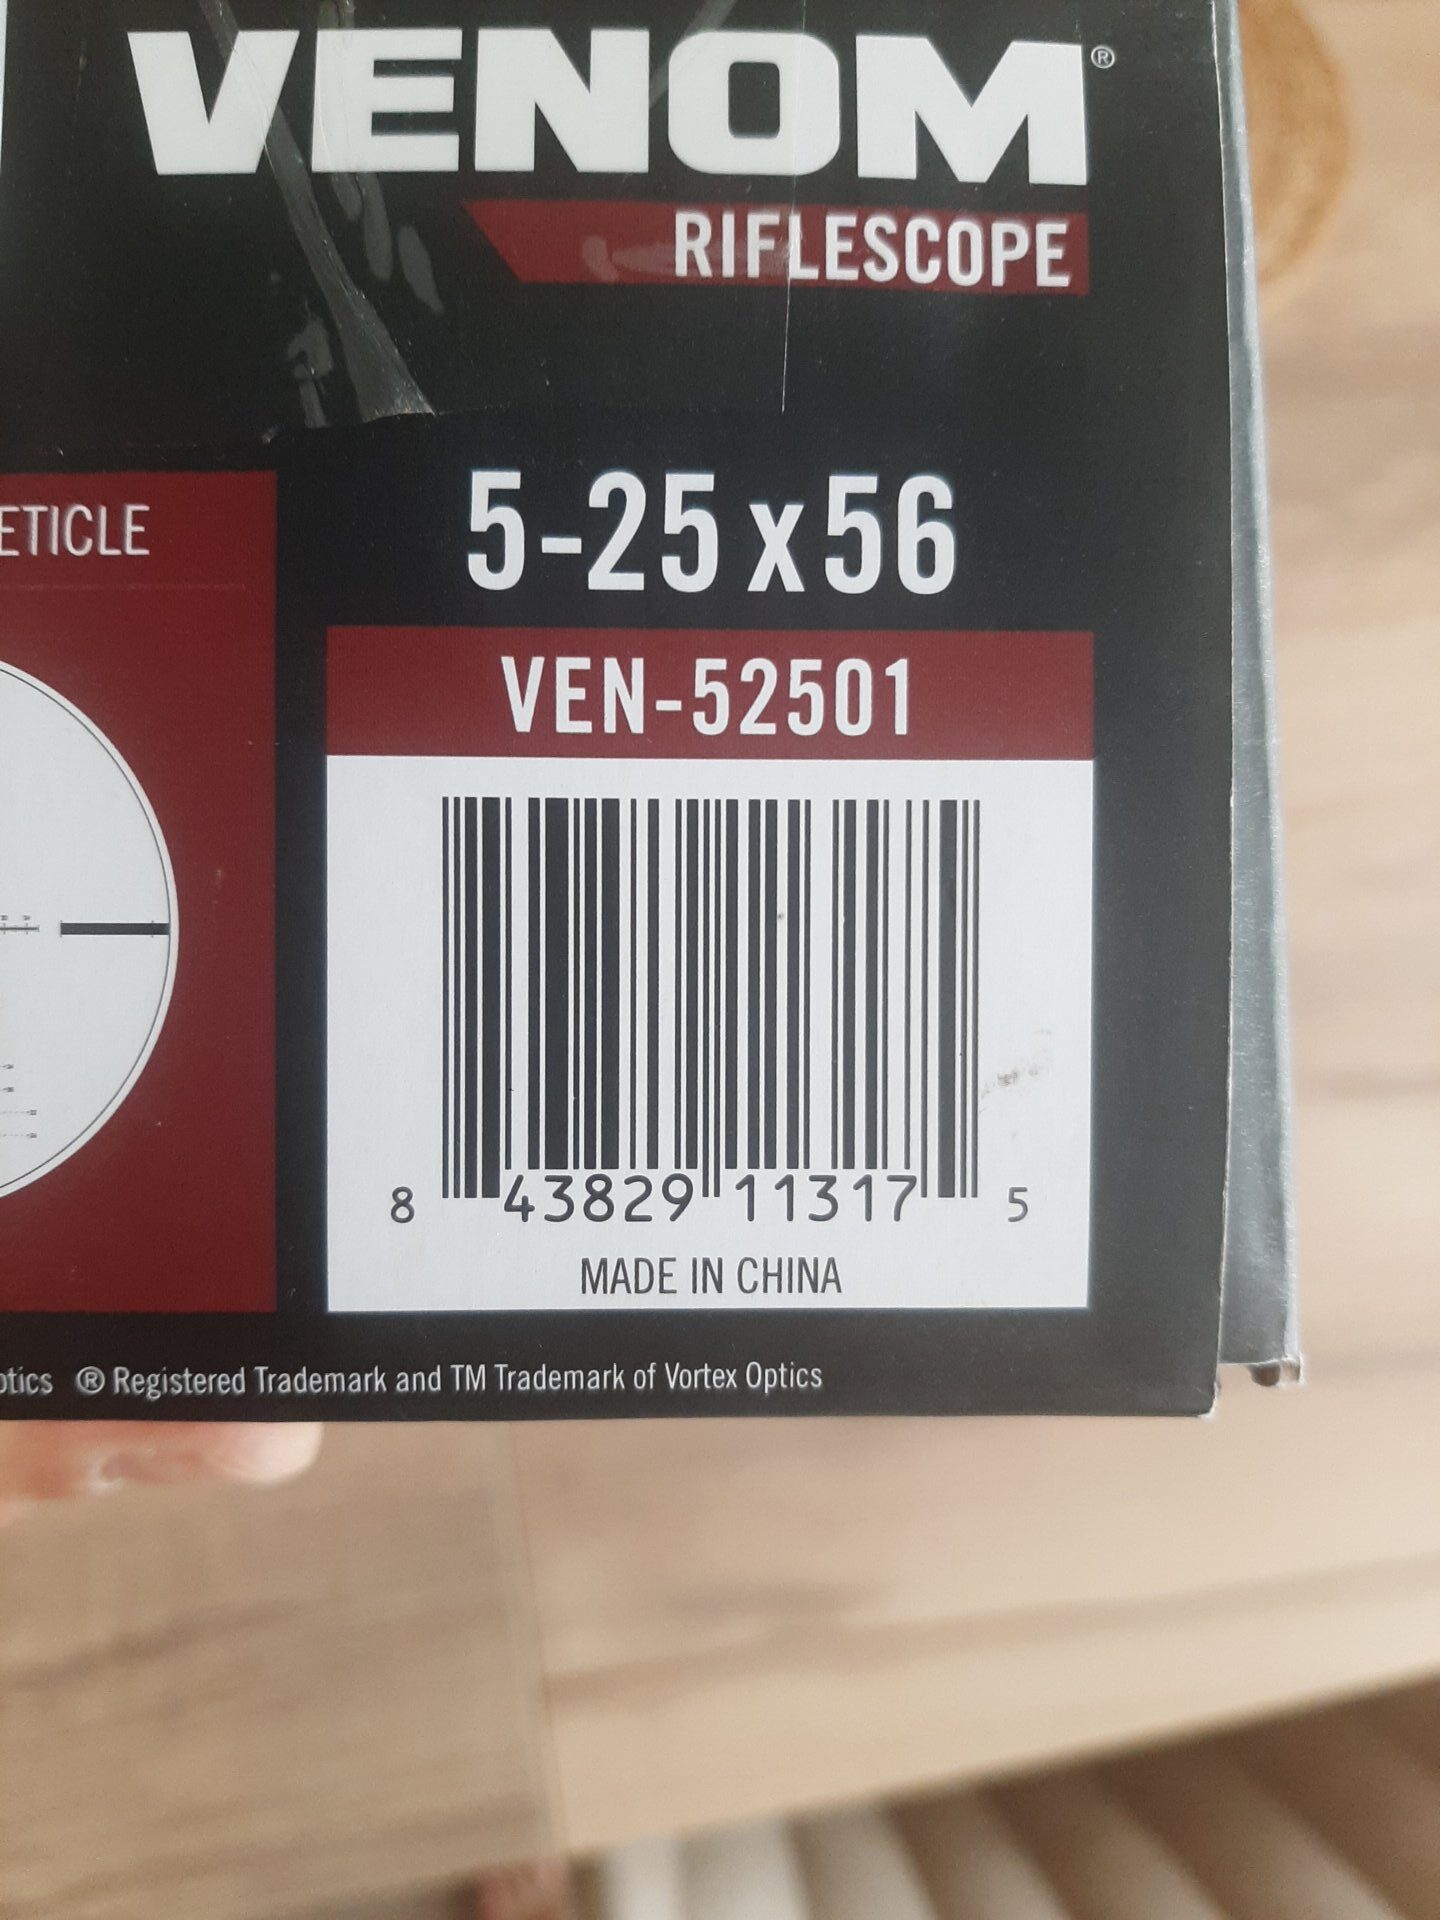 VENOM®
RIFLESCOPE
ETICLE
5-25x56
VEN-52501
8 43829 11317 5
MADE IN CHINA
ptics ® Registered Trademark and TM Trademark of Vortex Optics